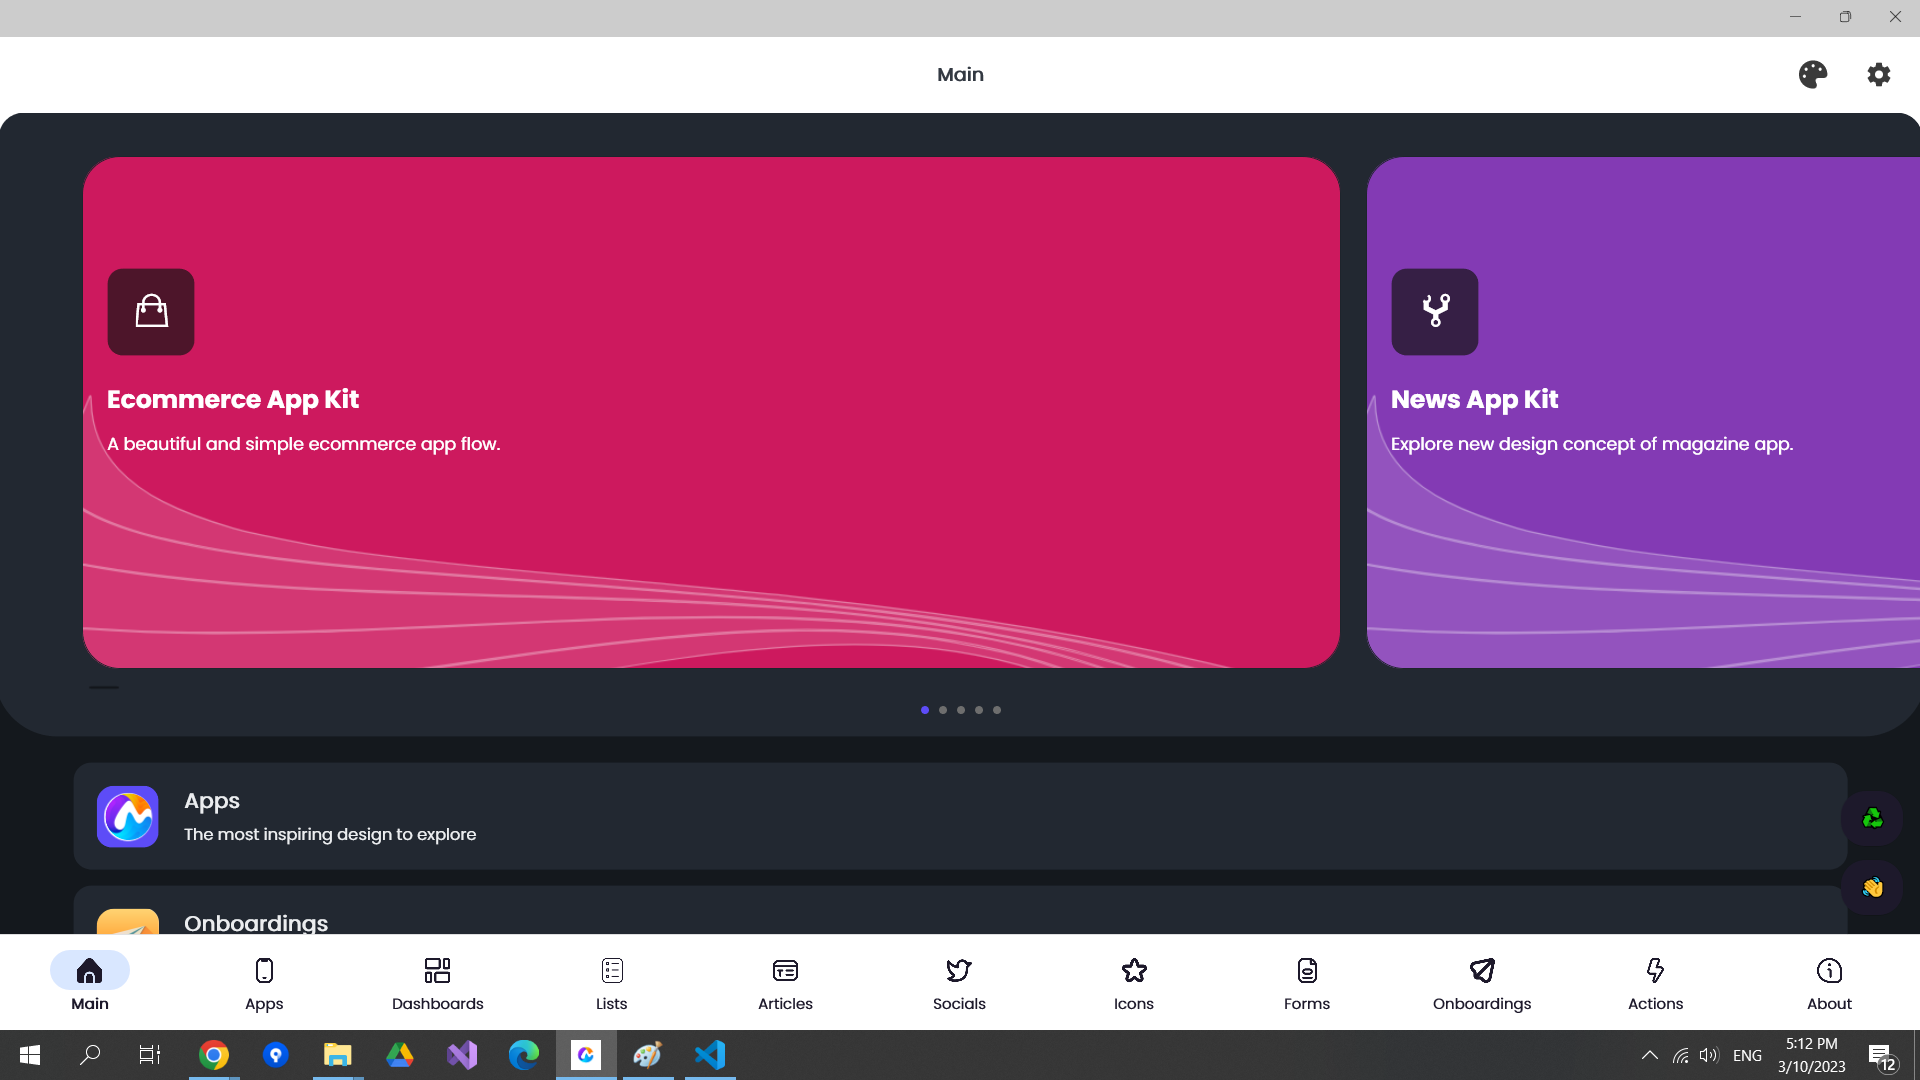 Main
Ecommerce App Kit
A beautiful and simple ecommerce app flow.
News App Kit
Explore new design concept of magazine app.
Apps
The most inspiring design to explore
Onboardings
Main
Apps
Dashboards
Lists
Articles
Socials
Icons
Forms
Onboardings
Actions
About
ENG
5:12 PM
3/10/2023
12